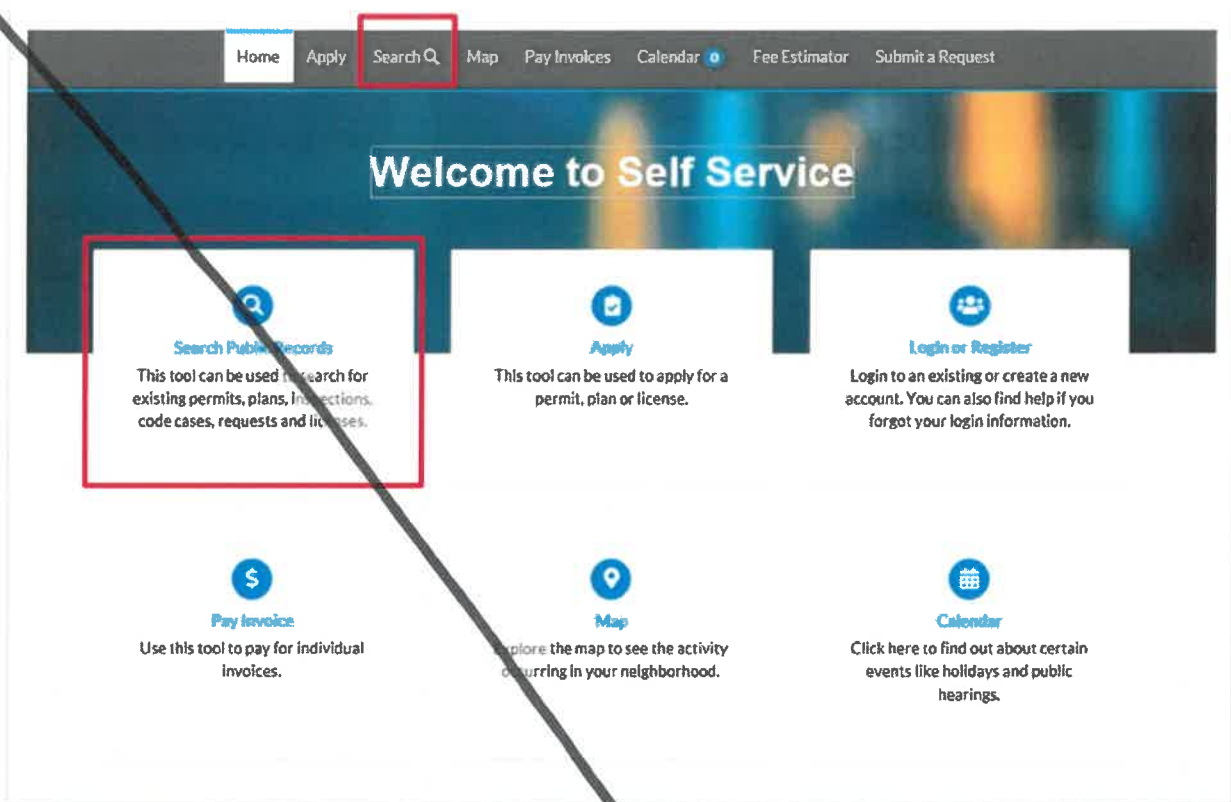 Home Apply Search Map Pay Invoices Calendar 0 Fee Estimator Submit a Request
Welcome to Self Service
Search Public Records
This tool can be used to search for
existing permits, plans, inspections,
code cases, requests and licenses.
Apply
This tool can be used to apply for a
permit, plan or license.
Login or Register
Login to an existing or create a new
account. You can also find help if you
forgot your login information.
Pay Invoice
Use this tool to pay for individual
invoices.
Map
Explore the map to see the activity
occurring in your neighborhood.
Calendar
Click here to find out about certain
events like holidays and public
hearings.